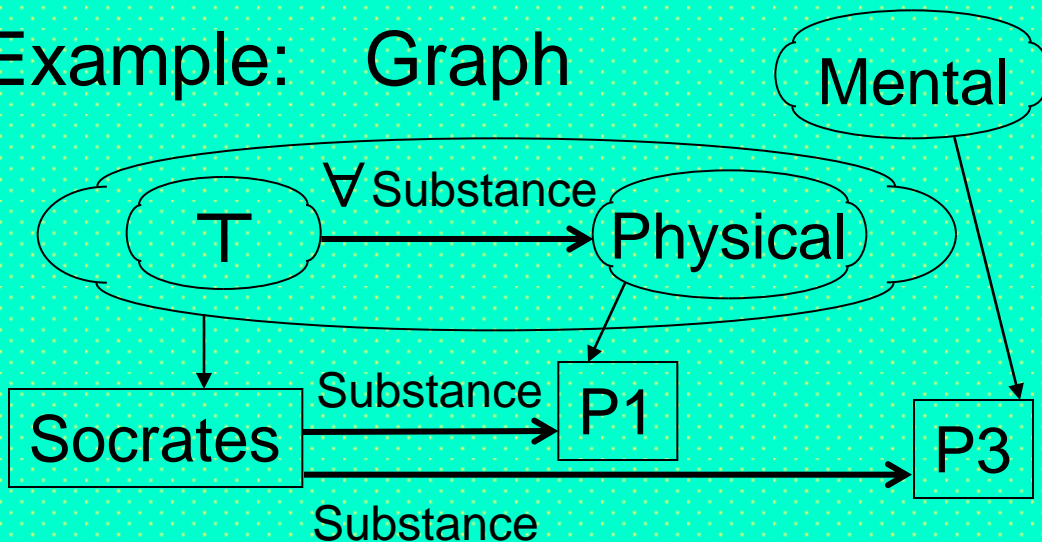 Example: Graph
Mental
∀ Substance
⊤
Physical
Substance
P1
Socrates
P3
Substance